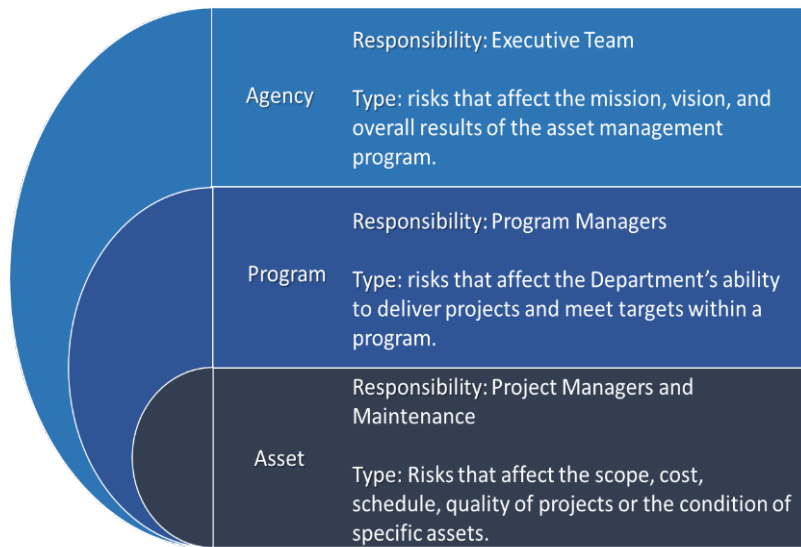 Responsibility: Executive Team
Agency
Type: risks that affect the mission, vision, and
overall results of the asset management
program.
Responsibility: Program Managers
Program
Type: risks that affect the Department’s ability
to deliver projects and meet targets within a
program.
Responsibility: Project Managers and
Maintenance
Asset
Type: Risks that affect the scope, cost,
schedule, quality of projects or the condition of
specific assets.